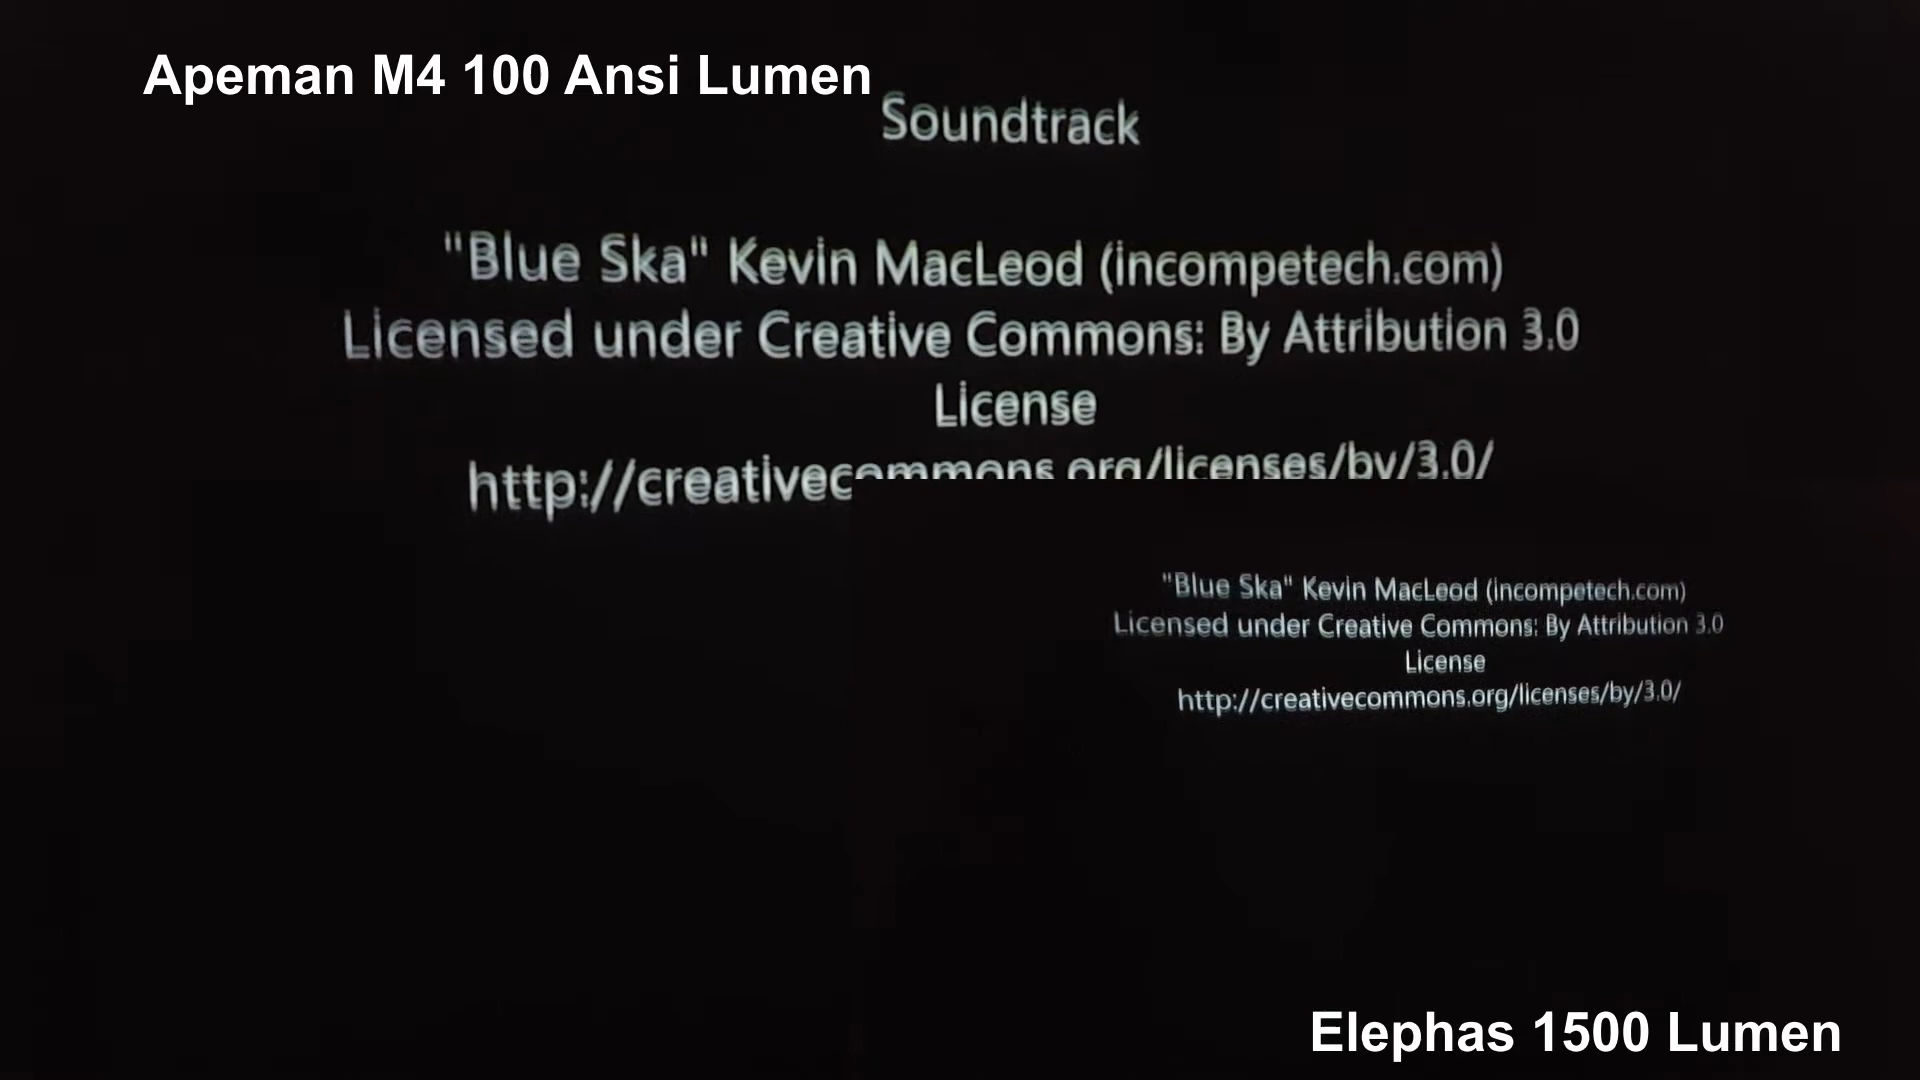 Apeman M4 100 Ansi Lumen
Soundtrack
"Blue Ska" Kevin MacLeod (incompetech.com)
Licensed under Creative Commons: By Attribution 3.0
License
http://creativecommons.org/licenses/by/3.0/
"Blue Ska" Kevin MacLeod (incompetech.com)
Licensed under Creative Commons: By Attribution 3.0
License
http://creativecommons.org/licenses/by/3.0/
Elephas 1500 Lumen